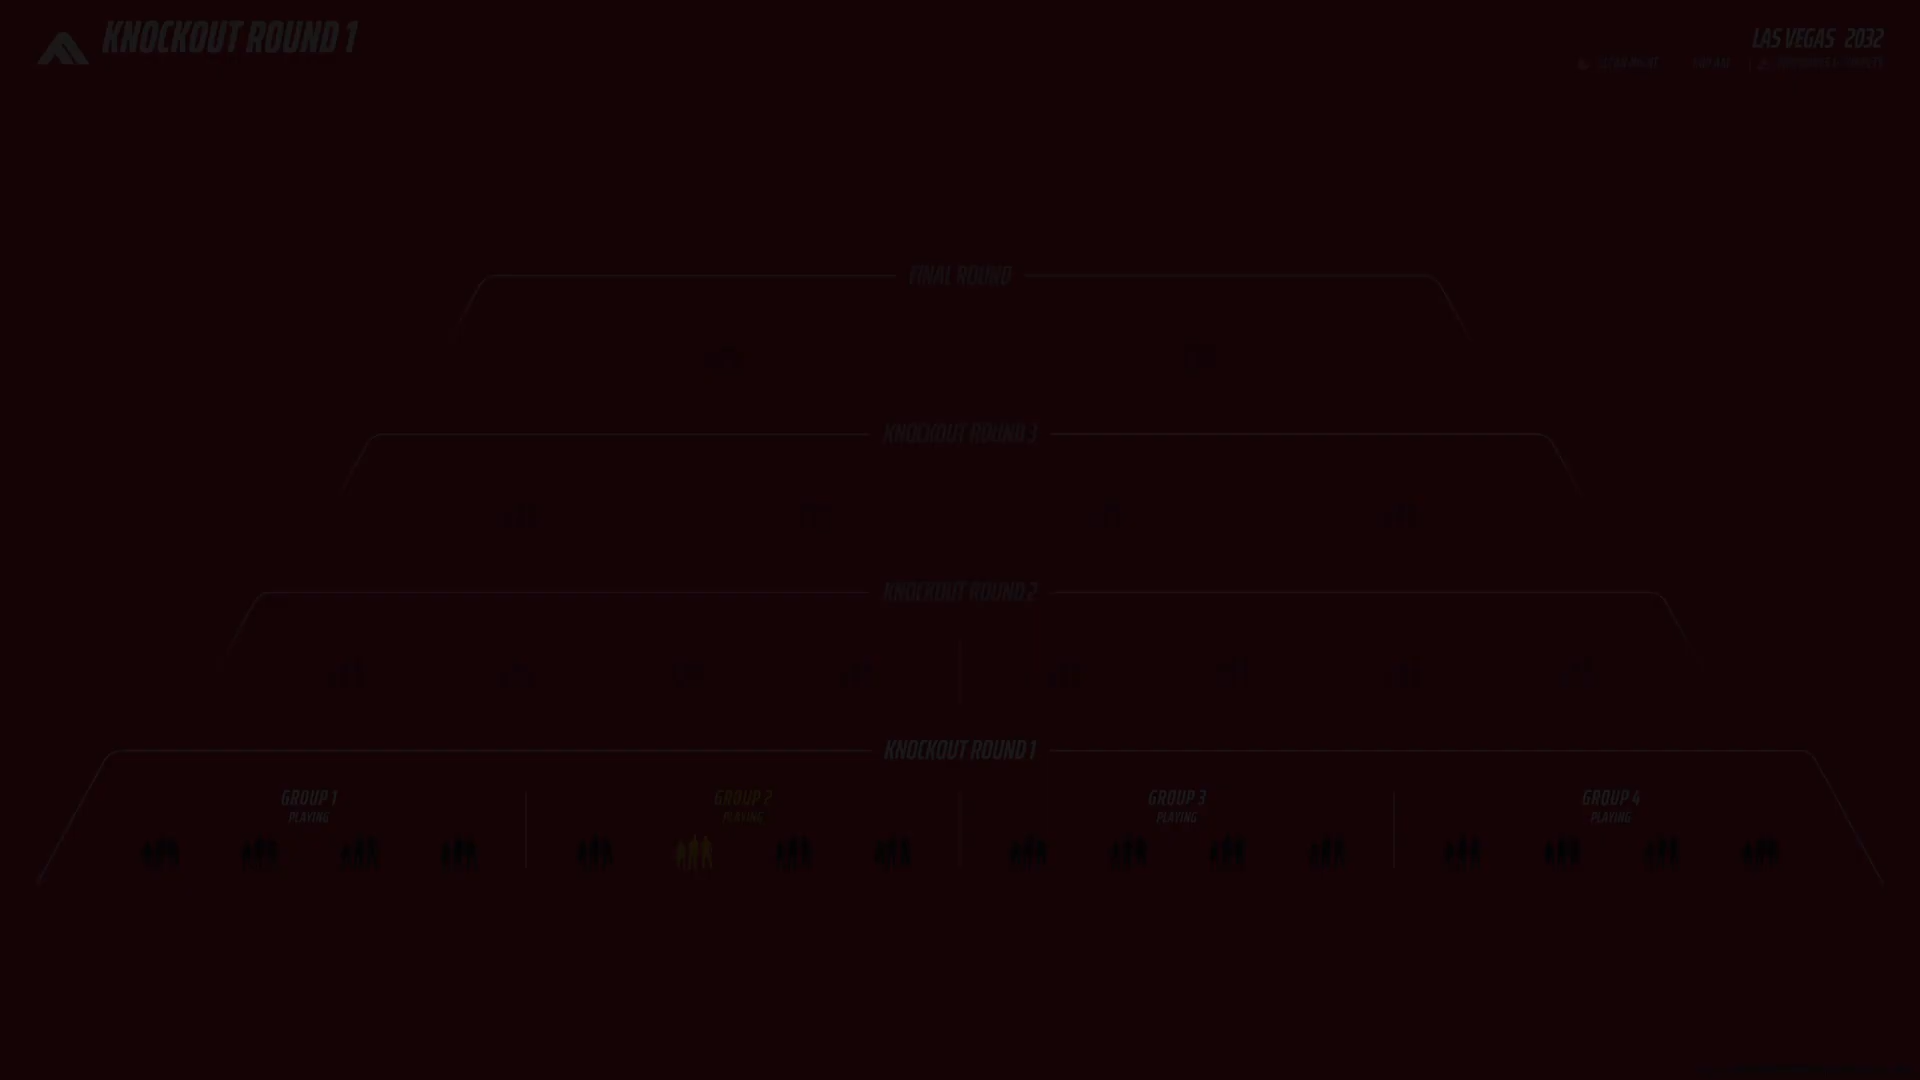 KNOCKOUT ROUND 1
LAS VEGAS 2032
FINAL ROUND
KNOCKOUT ROUND 3
KNOCKOUT ROUND 2
KNOCKOUT ROUND 1
GROUP 1
PLAYING
GROUP 2
PLAYING
GROUP 3
PLAYING
GROUP 4
PLAYING